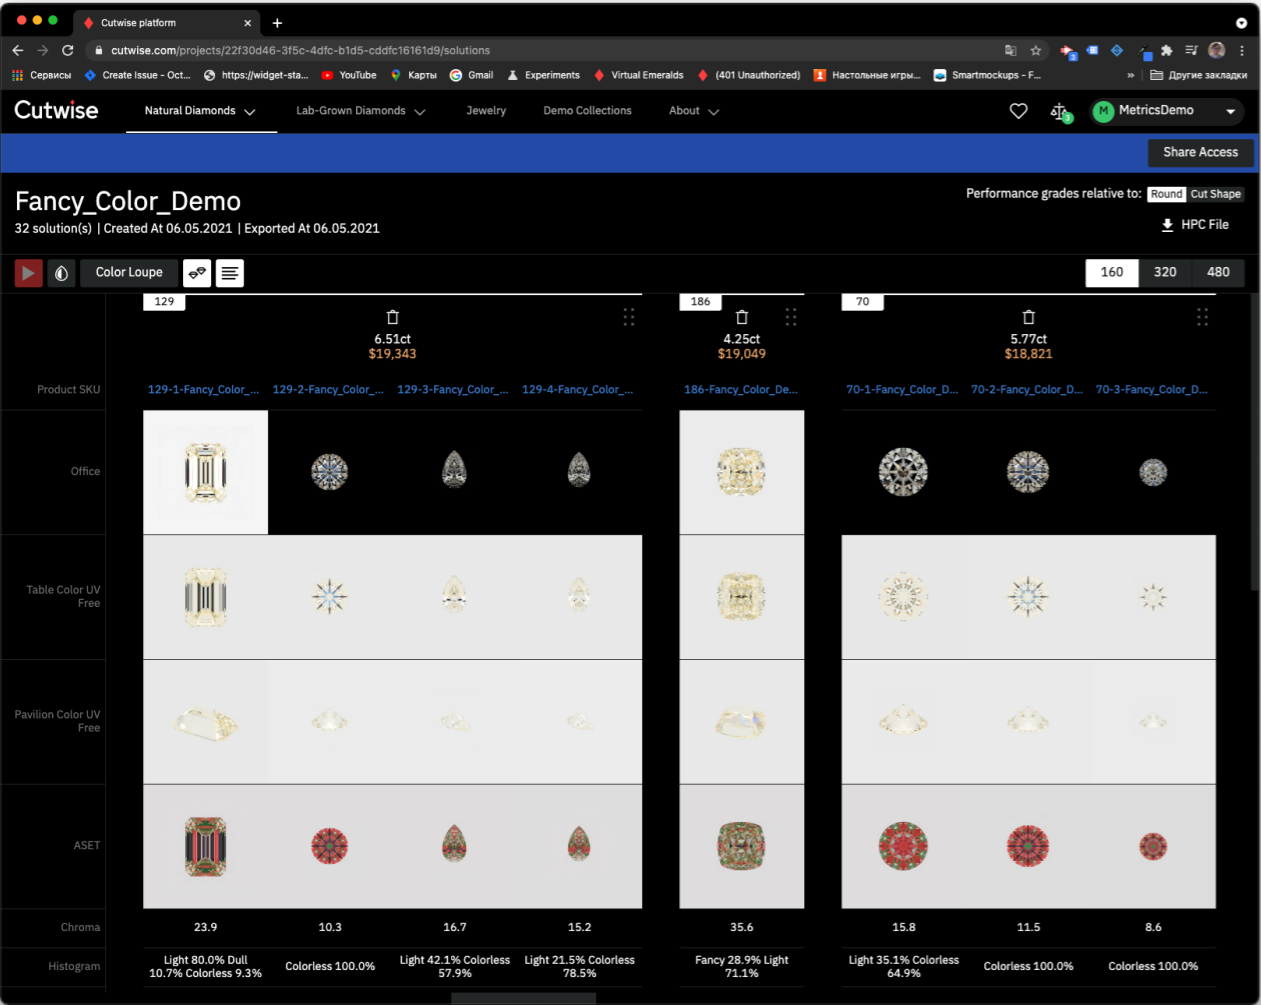 Cutwise platform
cutwise.com/projects/22f30d46-3f5c-4dfc-b1d5-cddfc16161d9/solutions
Сервисы
Create Issue - Oct...
https://widget-sta...
YouTube
Карты
Gmail
Experiments
Virtual Emeralds
(401 Unauthorized)
Настольные игры...
Smartmockups - F...
»
Другие закладки
Cutwise
Natural Diamonds
Lab-Grown Diamonds
Jewelry
Demo Collections
About
3
M
MetricsDemo
Share Access
Fancy_Color_Demo
Performance grades relative to: Round Cut Shape
32 solution(s) | Created At 06.05.2021 | Exported At 06.05.2021
HPC File
Color Loupe
160 320 480
129 186 70
6.51ct 4.25ct 5.77ct
$19,343 $19,049 $18,821
Product SKU 129-1-Fancy_Color_... 129-2-Fancy_Color_... 129-3-Fancy_Color_... 129-4-Fancy_Color_... 186-Fancy_Color_De... 70-1-Fancy_Color_D... 70-2-Fancy_Color_D... 70-3-Fancy_Color_D...
Office
Table Color UV
Free
Pavilion Color UV
Free
ASET
Chroma 23.9 10.3 16.7 15.2 35.6 15.8 11.5 8.6
Histogram
Light 80.0% Dull
10.7% Colorless 9.3%
Colorless 100.0%
Light 42.1% Colorless
57.9%
Light 21.5% Colorless
78.5%
Fancy 28.9% Light
71.1%
Light 35.1% Colorless
64.9%
Colorless 100.0%
Colorless 100.0%